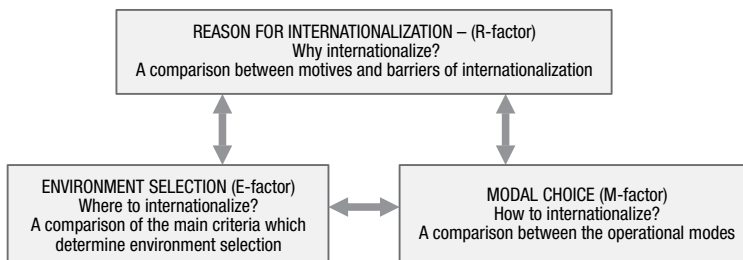 REASON FOR INTERNATIONALIZATION – (R-factor)
Why internationalize?
A comparison between motives and barriers of internationalization
ENVIRONMENT SELECTION (E-factor)
Where to internationalize?
A comparison of the main criteria which
determine environment selection
MODAL CHOICE (M-factor)
How to internationalize?
A comparison between the operational modes